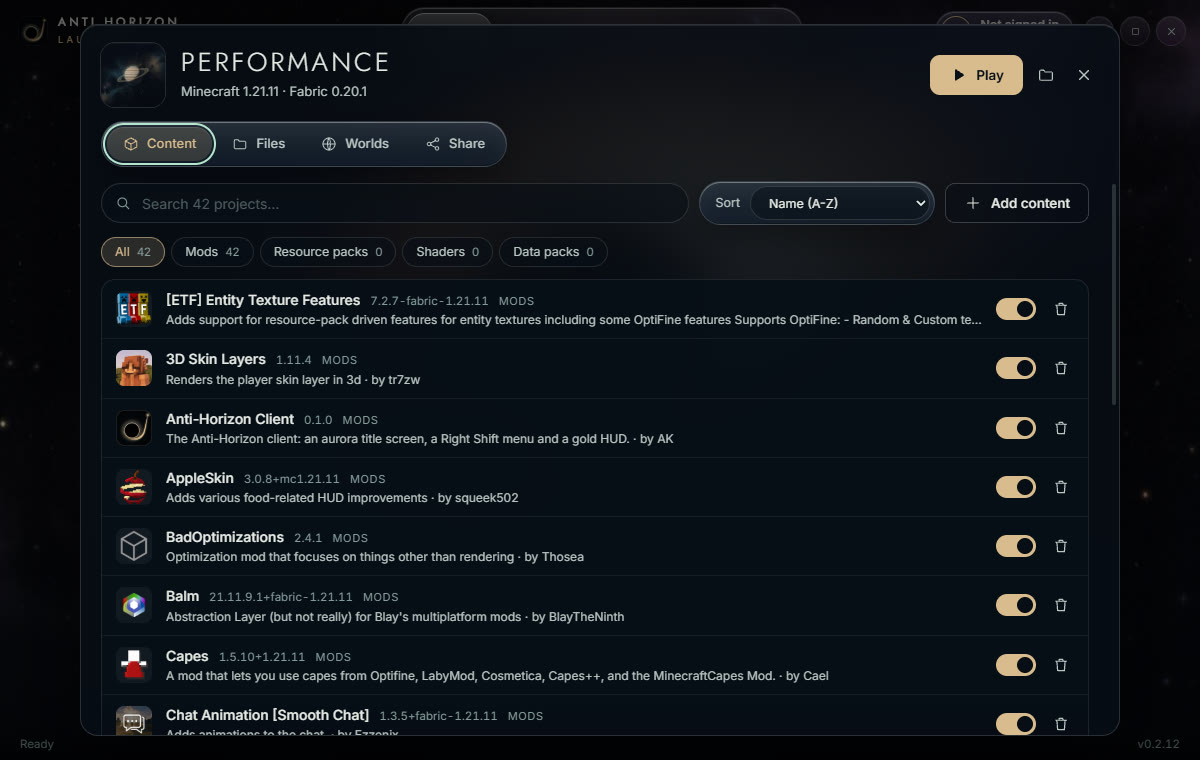 ANTI HORIZON
Not signed in
PERFORMANCE
Minecraft 1.21.11 · Fabric 0.20.1
Play
Content
Files
Worlds
Share
Search 42 projects...
Sort
Name (A-Z)
Add content
All 42
Mods 42
Resource packs 0
Shaders 0
Data packs 0
ETF
[ETF] Entity Texture Features 7.2.7-fabric-1.21.11 MODS
Adds support for resource-pack driven features for entity textures including some OptiFine features Supports OptiFine: - Random & Custom te...
3D Skin Layers 1.11.4 MODS
Renders the player skin layer in 3d · by tr7zw
Anti-Horizon Client 0.1.0 MODS
The Anti-Horizon client: an aurora title screen, a Right Shift menu and a gold HUD. · by AK
AppleSkin 3.0.8+mc1.21.11 MODS
Adds various food-related HUD improvements · by squeek502
BadOptimizations 2.4.1 MODS
Optimization mod that focuses on things other than rendering · by Thosea
Balm 21.11.9.1+fabric-1.21.11 MODS
Abstraction Layer (but not really) for Blay's multiplatform mods · by BlayTheNinth
Capes 1.5.10+1.21.11 MODS
A mod that lets you use capes from Optifine, LabyMod, Cosmetica, Capes++, and the MinecraftCapes Mod. · by Cael
Chat Animation [Smooth Chat] 1.3.5+fabric-1.21.11 MODS
Adds animations to the chat. · by Ezzenix
Ready
v0.2.12